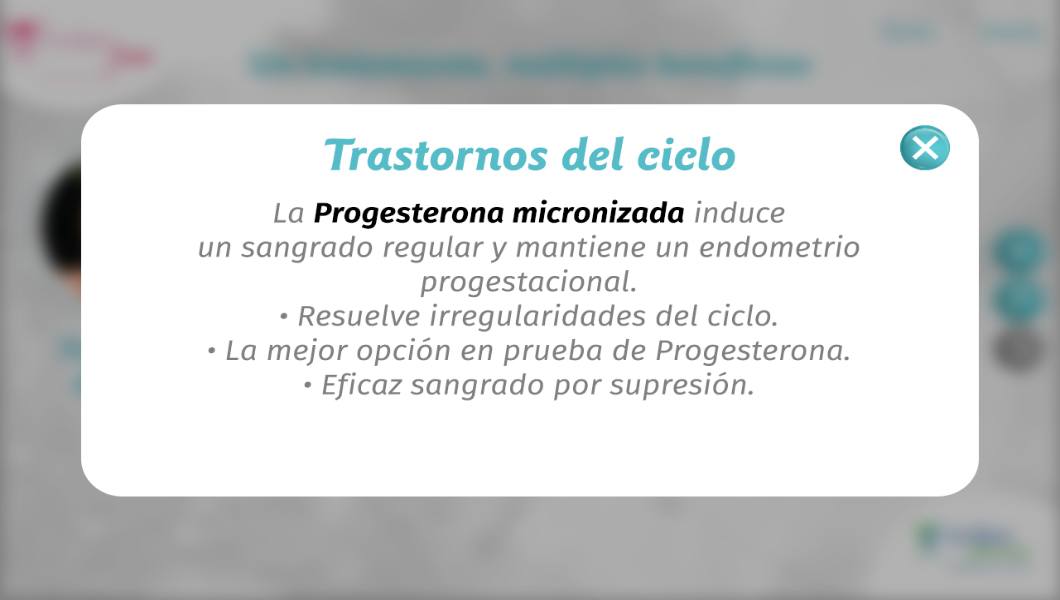 Trastornos del ciclo
La Progesterona micronizada induce
un sangrado regular y mantiene un endometrio
progestacional.
• Resuelve irregularidades del ciclo.
• La mejor opción en prueba de Progesterona.
• Eficaz sangrado por supresión.